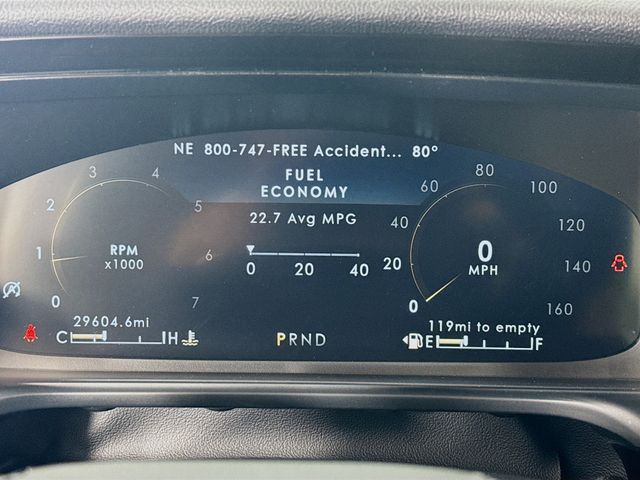 NE 800-747-FREE Accident... 80°
FUEL
ECONOMY
22.7 Avg MPG
0 20 40
0 1 2 3 4 5 6 7
RPM
x1000
0 20 40 60 80 100 120 140 160
0
MPH
29604.6mi
C H
PRND
119mi to empty
E F